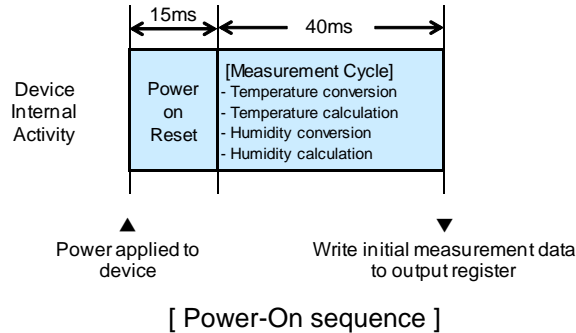 15ms
40ms
Device
Internal
Activity
Power
on
Reset
[Measurement Cycle]
- Temperature conversion
- Temperature calculation
- Humidity conversion
- Humidity calculation
▲
Power applied to
device
▼
Write initial measurement data
to output register
[ Power-On sequence ]